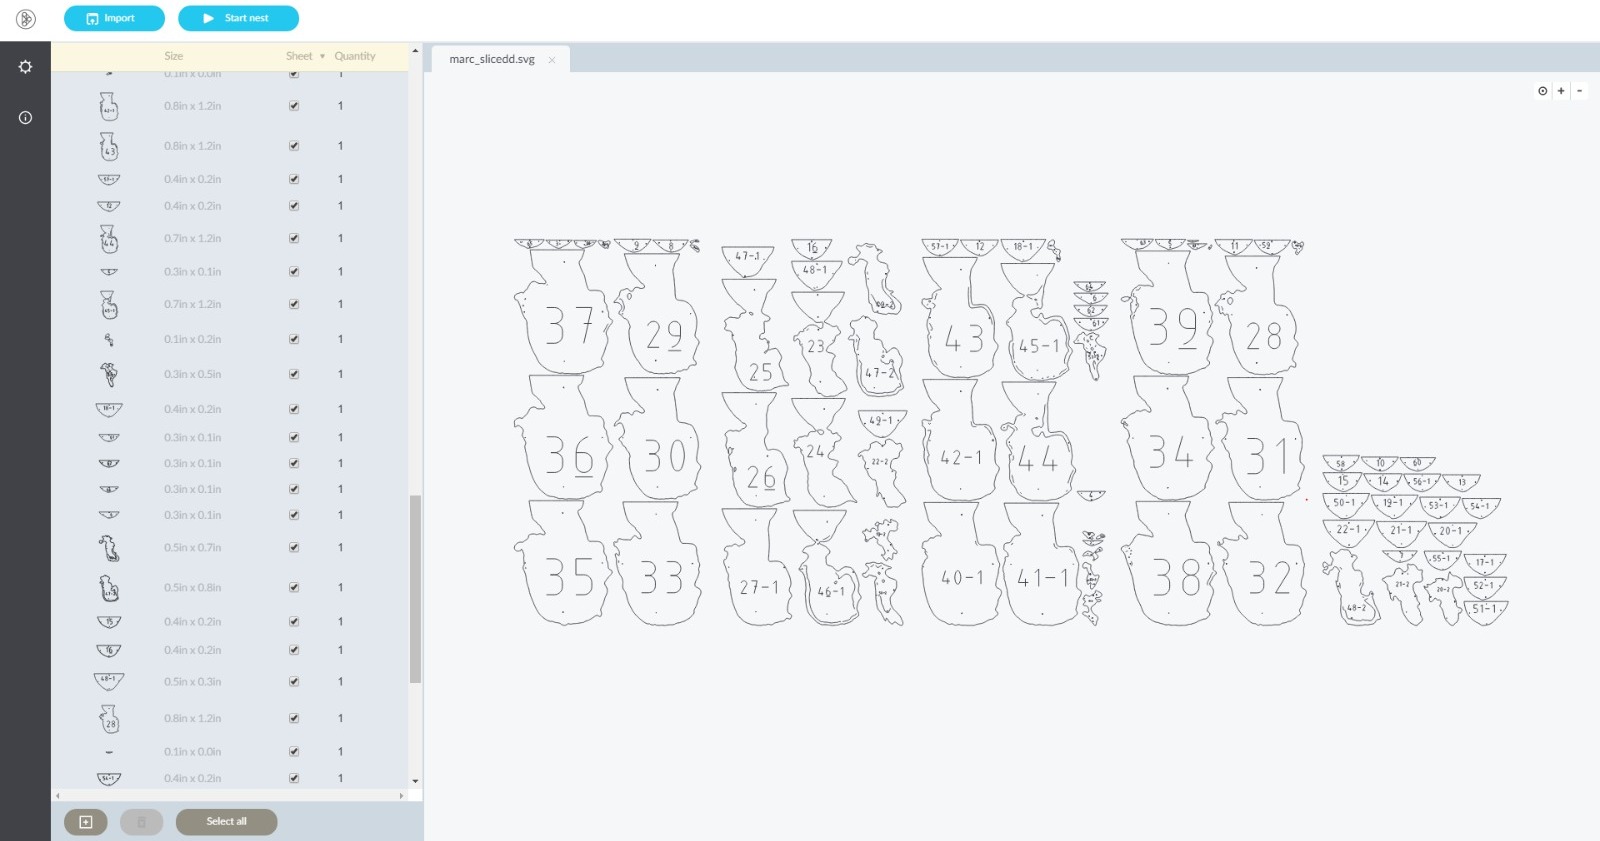 Import
Start nest
Size Sheet Quantity
marc_slicedd.svg
0.1in x 0.0in 1
0.8in x 1.2in 1
0.8in x 1.2in 1
0.4in x 0.2in 1
0.4in x 0.2in 1
0.7in x 1.2in 1
0.3in x 0.1in 1
0.7in x 1.2in 1
0.1in x 0.2in 1
0.3in x 0.5in 1
0.4in x 0.2in 1
0.3in x 0.1in 1
0.3in x 0.1in 1
0.3in x 0.1in 1
0.3in x 0.1in 1
0.5in x 0.7in 1
0.5in x 0.8in 1
0.4in x 0.2in 1
0.4in x 0.2in 1
0.5in x 0.3in 1
0.8in x 1.2in 1
0.1in x 0.0in 1
0.4in x 0.2in 1
Select all
9 8 16 57-1 12 18-1 11
47-1 48-1
37 29 25 23 47-2 43 45-1 39 28
36 30 26 24 49-1 22-2 42-1 44 34 31
35 33 27-1 46-1 40-1 41-1 38 32
58 10 60
15 14 56-1 13
50-1 19-1 53-1 54-1
22-1 21-1 20-1
7 55-1 17-1
48-2 21-2 20-2 52-1
51-1